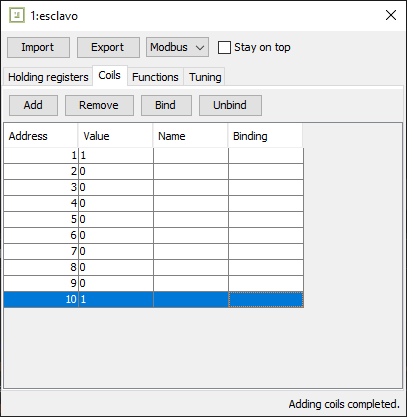 1:esclavo
Import Export Modbus Stay on top
Holding registers Coils Functions Tuning
Add Remove Bind Unbind
Address Value Name Binding
1 1
2 0
3 0
4 0
5 0
6 0
7 0
8 0
9 0
10 1
Adding coils completed.